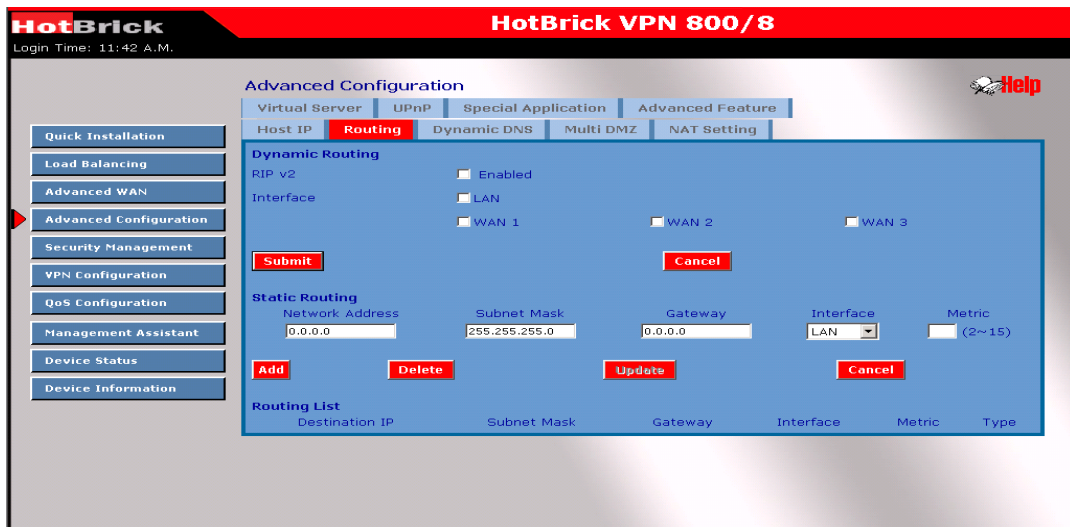 HotBrick
HotBrick VPN 800/8
Login Time: 11:42 A.M.
Quick Installation
Load Balancing
Advanced WAN
Advanced Configuration
Security Management
VPN Configuration
QoS Configuration
Management Assistant
Device Status
Device Information
Advanced Configuration
Help
Virtual Server UPnP Special Application Advanced Feature
Host IP Routing Dynamic DNS Multi DMZ NAT Setting
Dynamic Routing
RIP v2 Enabled
Interface LAN
WAN 1 WAN 2 WAN 3
Submit Cancel
Static Routing
Network Address Subnet Mask Gateway Interface Metric
0.0.0.0 255.255.255.0 0.0.0.0 LAN (2~15)
Add Delete Update Cancel
Routing List
Destination IP Subnet Mask Gateway Interface Metric Type